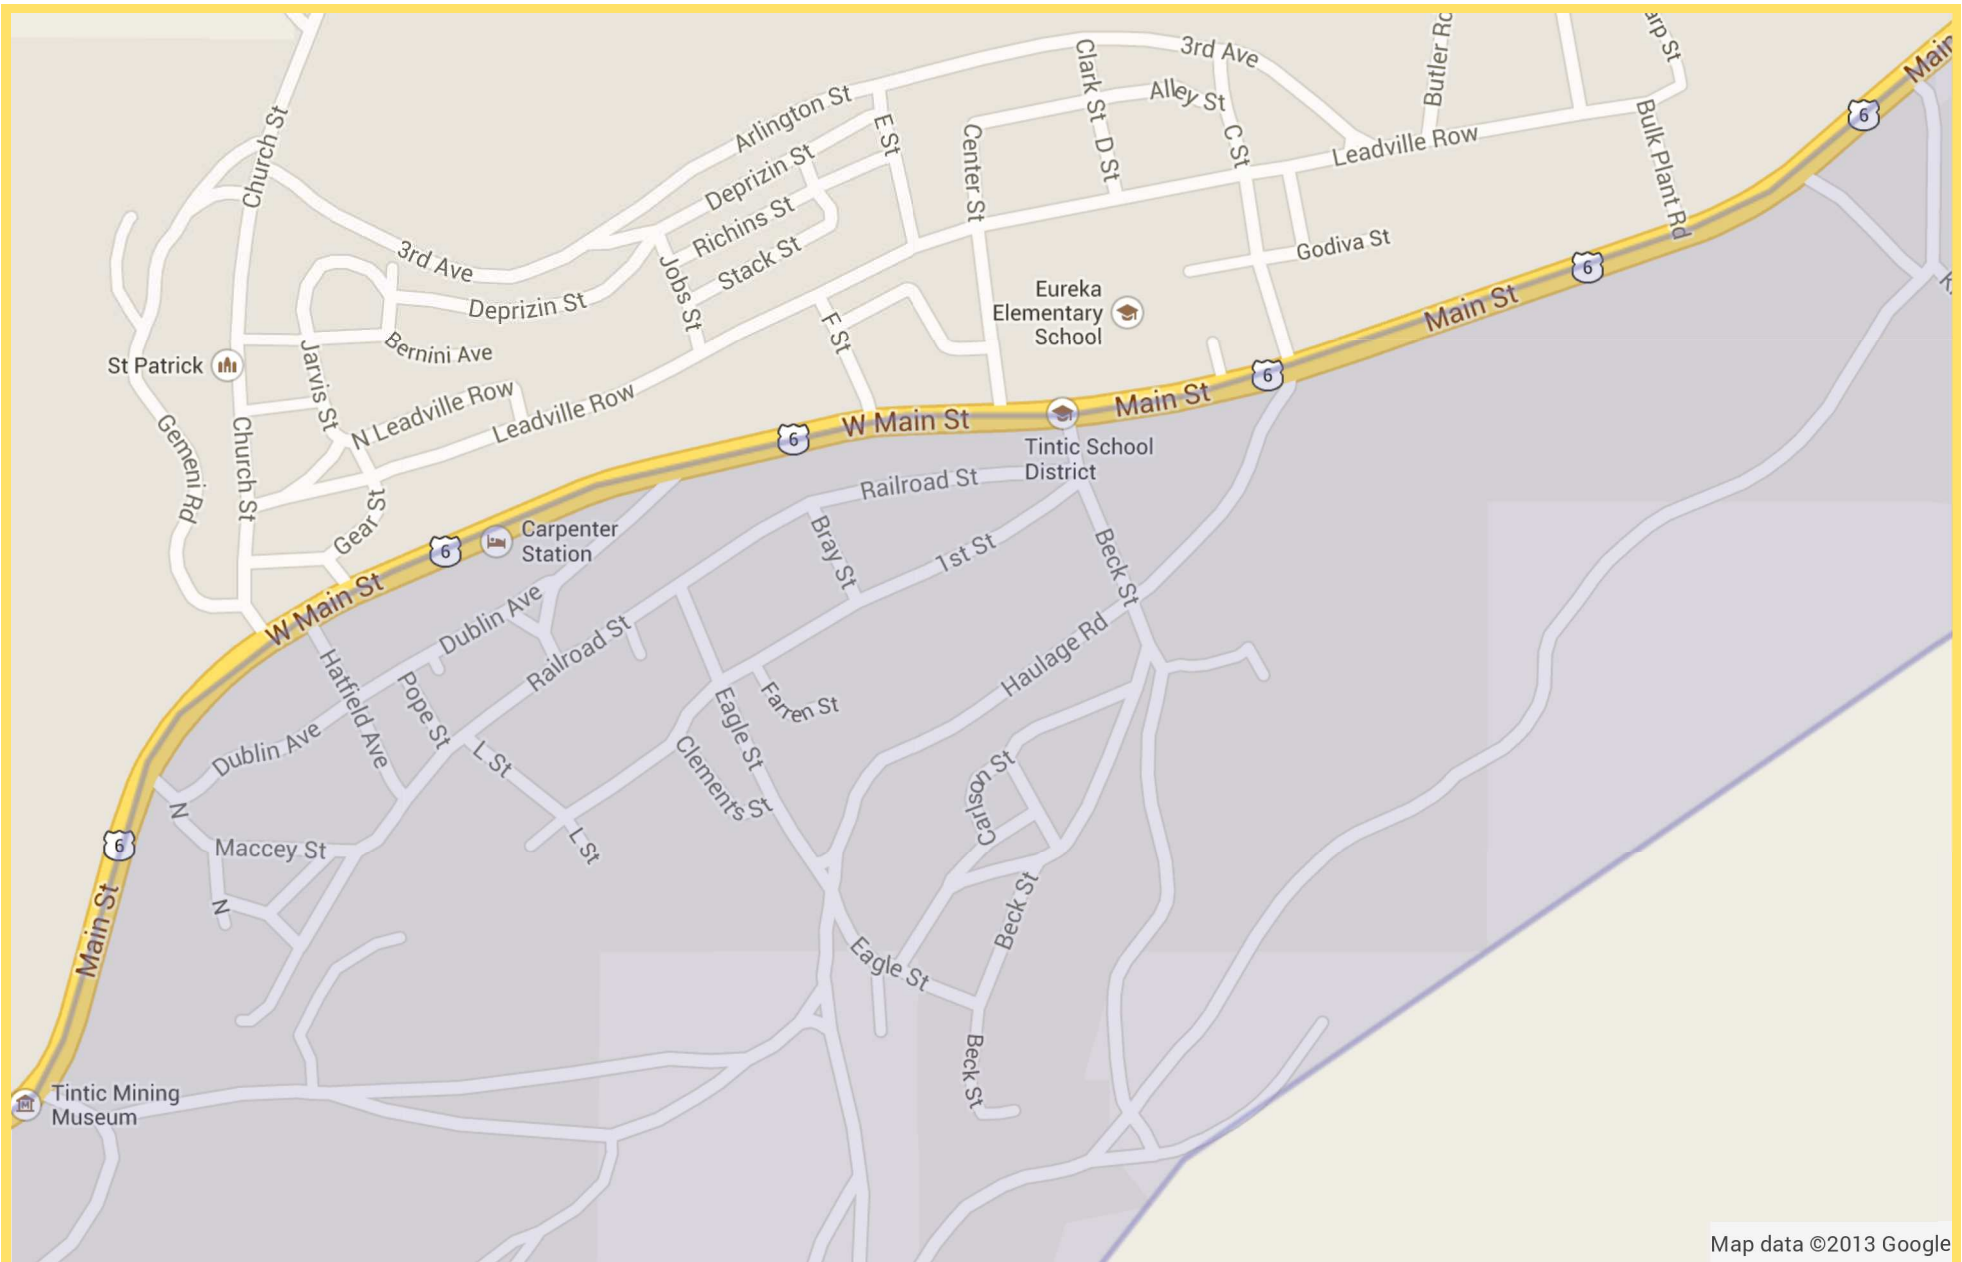 3rd Ave
Butler Rd
arp St
Main
Church St
Arlington St
Clark St
Alley St
6
E St
Center St
D St
C St
Leadville Row
Bulk Plant Rd
Deprizin St
Richins St
Stack St
3rd Ave
Jobs St
Godiva St
6
Deprizin St
Eureka
Elementary
School
Main St
F St
Bernini Ave
Jarvis St
St Patrick
6
N Leadville Row
Leadville Row
Main St
W Main St
6
Gemeni Rd
Church St
Tintic School
District
Railroad St
Gear St
6
Carpenter
Station
Bray St
1st St
Beck St
W Main St
Dublin Ave
Railroad St
Haulage Rd
Hatfield Ave
Pope St
Farren St
Eagle St
Dublin Ave
L St
Clements St
Carlson St
N
6
Maccey St
L St
N
Main St
Beck St
Eagle St
Beck St
Tintic Mining
Museum
Map data ©2013 Google